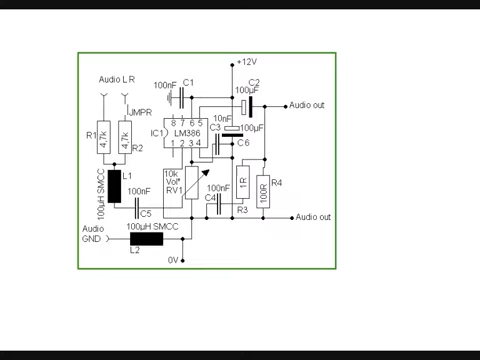 +12V
Audio L R
100nF
C1
C2
100µF
JMPR
8 7 6 5
10nF
Audio out
R1
4,7k
4,7k
IC1
LM386
C3
100µF
R2
1 2 3 4
C6
L1
10k
Vol*
RV1
100µH SMCC
100nF
100nF
C4
1R
R4
100R
C5
R3
Audio out
Audio
GND
100µH SMCC
L2
0V